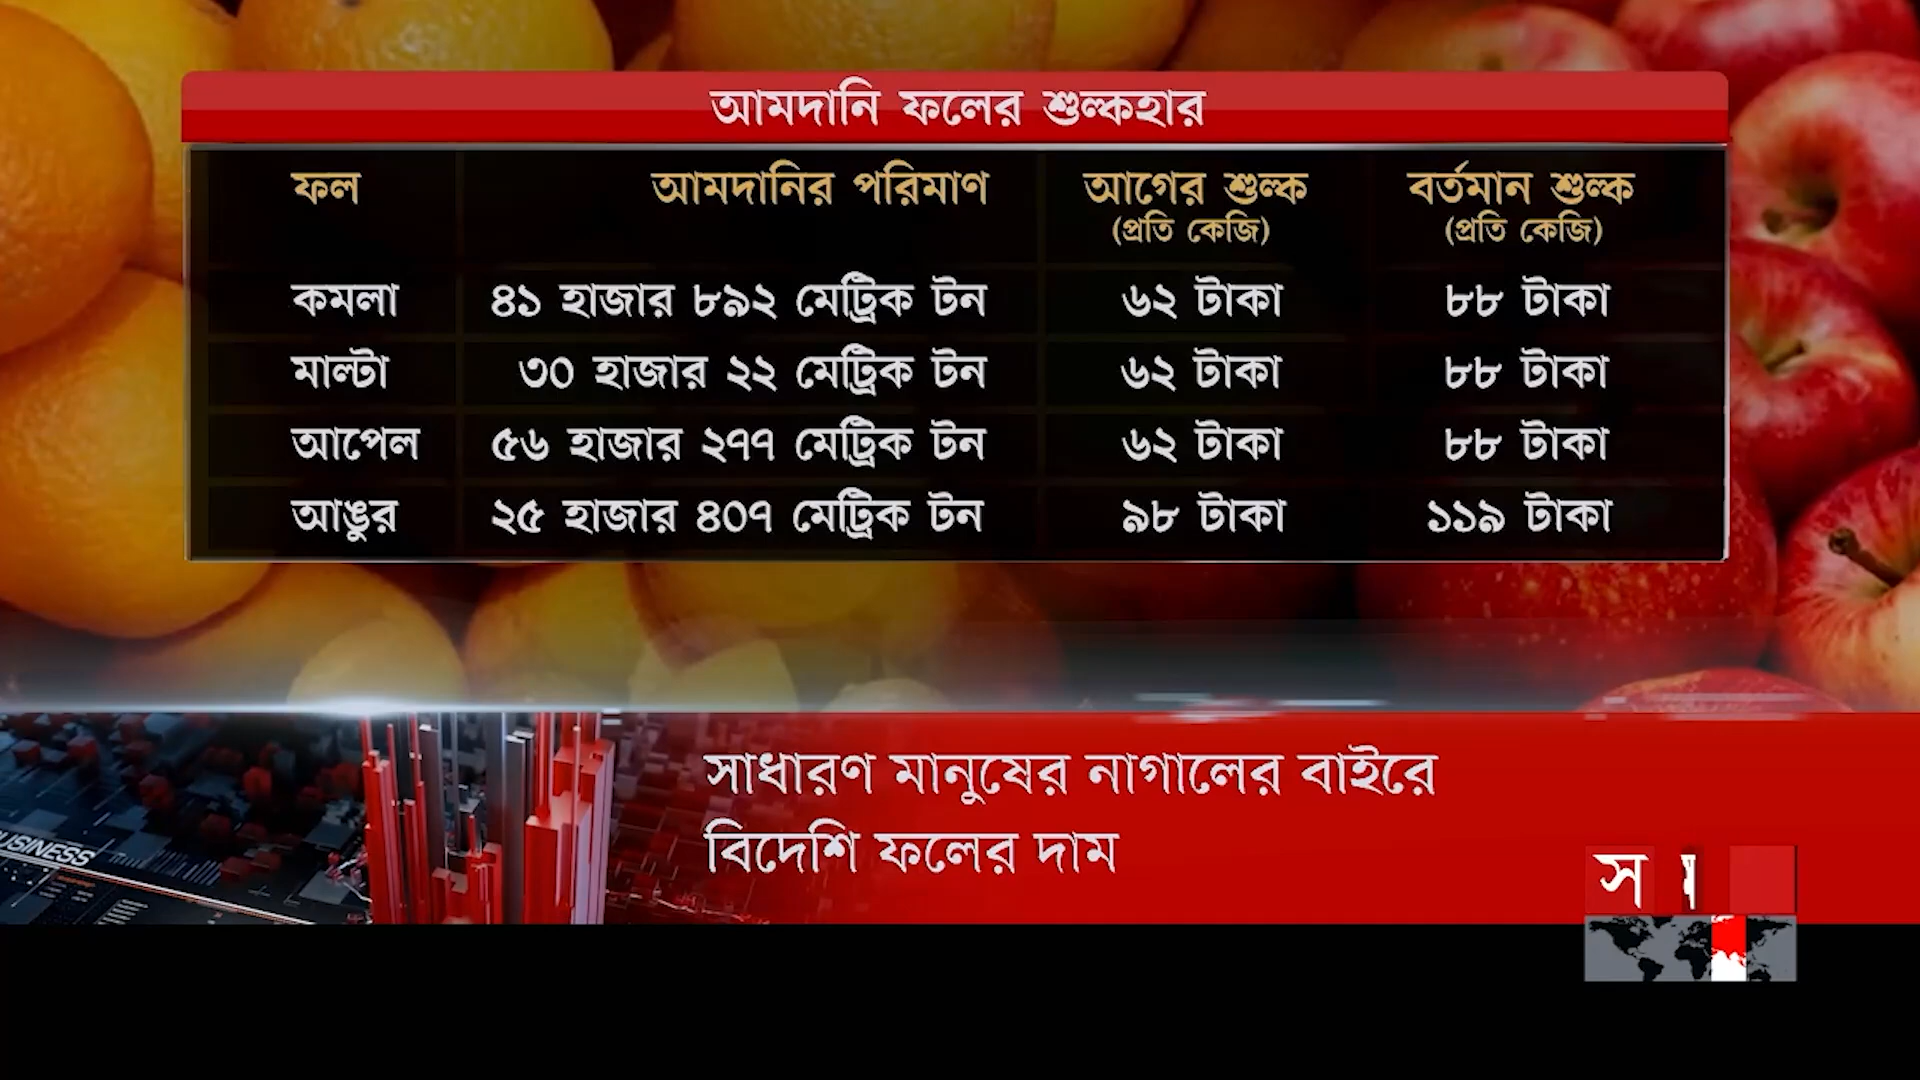 আমদানি ফলের শুল্কহার
ফল আমদানির পরিমাণ আগের শুল্ক বর্তমান শুল্ক
(প্রতি কেজি) (প্রতি কেজি)
কমলা ৪১ হাজার ৮৯২ মেট্রিক টন ৬২ টাকা ৮৮ টাকা
মাল্টা ৩০ হাজার ২২ মেট্রিক টন ৬২ টাকা ৮৮ টাকা
আপেল ৫৬ হাজার ২৭৭ মেট্রিক টন ৬২ টাকা ৮৮ টাকা
আঙুর ২৫ হাজার ৪০৭ মেট্রিক টন ৯৮ টাকা ১১৯ টাকা
সাধারণ মানুষের নাগালের বাইরে
বিদেশি ফলের দাম
স